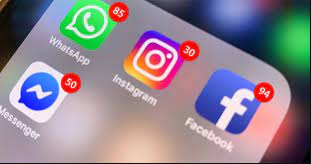 85
WhatsApp
30
Instagram
94
Facebook
50
Messenger